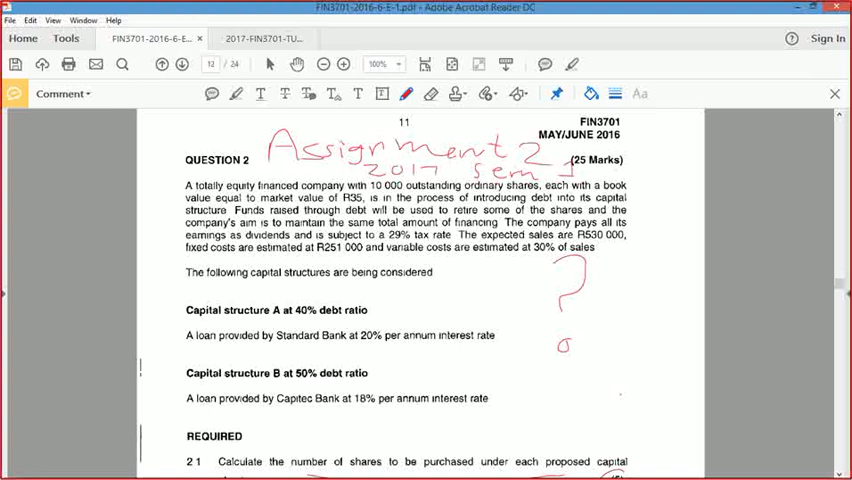 FIN3701-2016-6-E-1.pdf - Adobe Acrobat Reader DC
File Edit View Window Help
Home Tools FIN3701-2016-6-E... × 2017-FIN3701-TU... Sign In
12 / 24 100%
Comment
11 FIN3701
MAY/JUNE 2016
Assignment 2
2017 sem 1
QUESTION 2 (25 Marks)
A totally equity financed company with 10 000 outstanding ordinary shares, each with a book
value equal to market value of R35, is in the process of introducing debt into its capital
structure Funds raised through debt will be used to retire some of the shares and the
company's aim is to maintain the same total amount of financing The company pays all its
earnings as dividends and is subject to a 29% tax rate The expected sales are R530 000,
fixed costs are estimated at R251 000 and variable costs are estimated at 30% of sales
The following capital structures are being considered
?
Capital structure A at 40% debt ratio
A loan provided by Standard Bank at 20% per annum interest rate
Capital structure B at 50% debt ratio
A loan provided by Capitec Bank at 18% per annum interest rate
REQUIRED
2 1 Calculate the number of shares to be purchased under each proposed capital